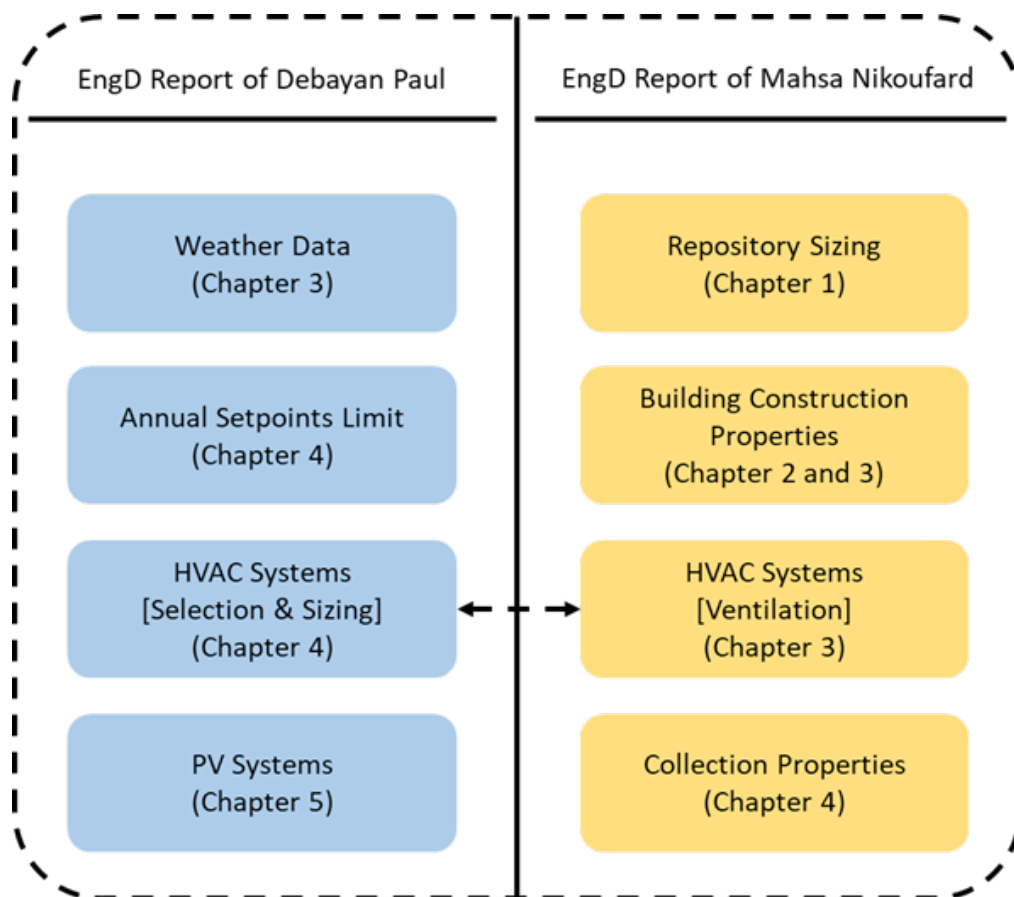 EngD Report of Debayan Paul
Weather Data
(Chapter 3)
Annual Setpoints Limit
(Chapter 4)
HVAC Systems
[Selection & Sizing]
(Chapter 4)
PV Systems
(Chapter 5)
EngD Report of Mahsa Nikoufard
Repository Sizing
(Chapter 1)
Building Construction
Properties
(Chapter 2 and 3)
HVAC Systems
[Ventilation]
(Chapter 3)
Collection Properties
(Chapter 4)